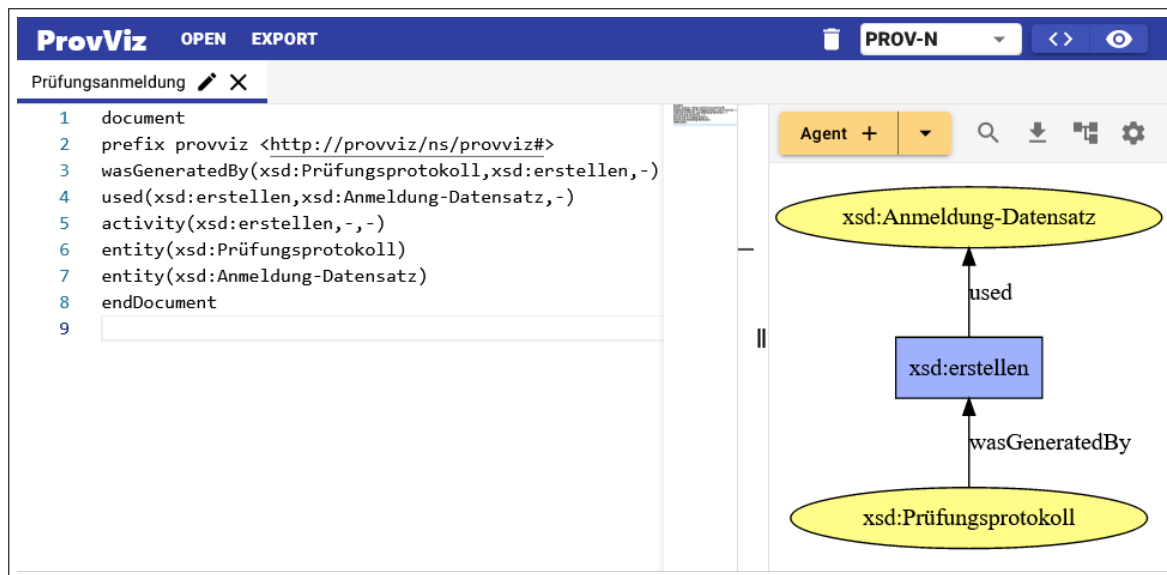 ProvViz OPEN EXPORT PROV-N <>
Prüfungsanmeldung
1 document
2 prefix provviz <http://provviz/ns/provviz#>
3 wasGeneratedBy(xsd:Prüfungsprotokoll,xsd:erstellen,-)
4 used(xsd:erstellen,xsd:Anmeldung-Datensatz,-)
5 activity(xsd:erstellen,-,-)
6 entity(xsd:Prüfungsprotokoll)
7 entity(xsd:Anmeldung-Datensatz)
8 endDocument
9
Agent +
xsd:Anmeldung-Datensatz
used
xsd:erstellen
wasGeneratedBy
xsd:Prüfungsprotokoll